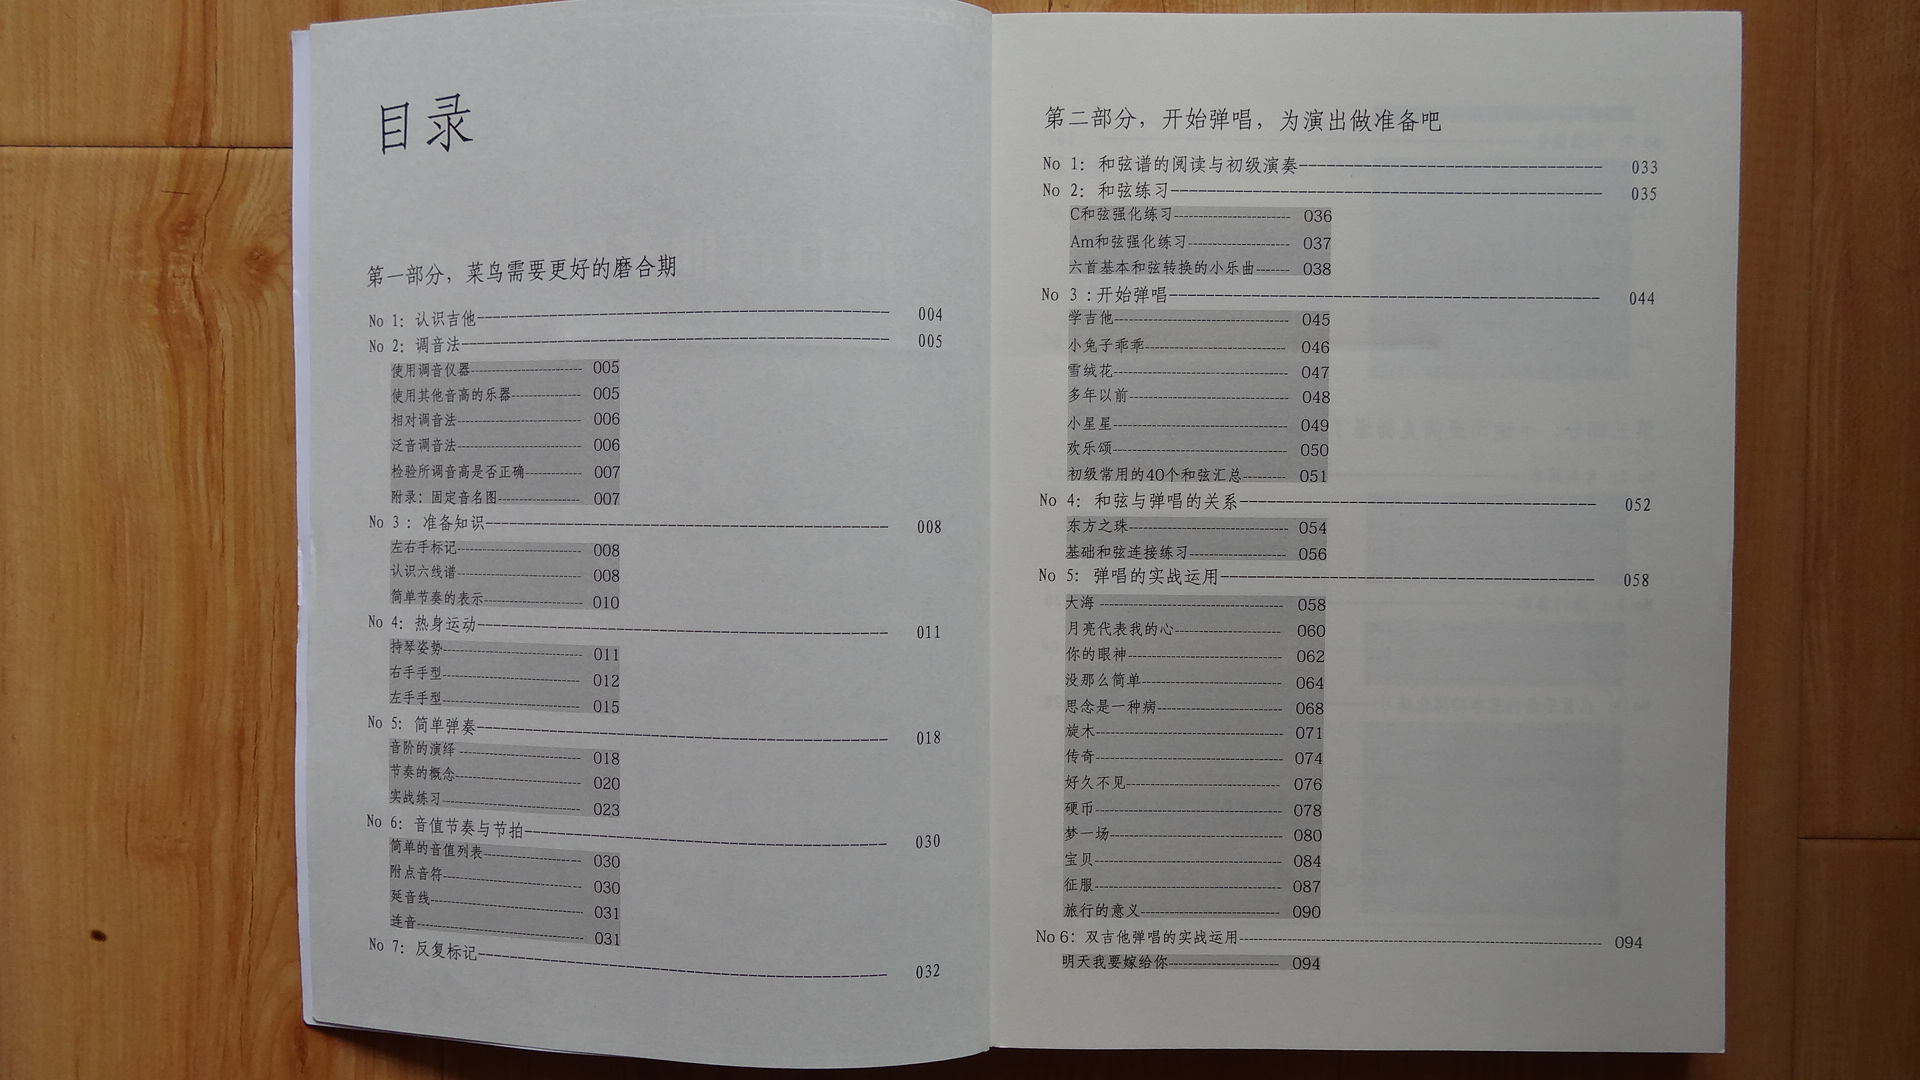 目录
第一部分，菜鸟需要更好的磨合期
No 1：认识吉他 004
No 2：调音法 005
使用调音仪器 005
使用其他音高的乐器 005
相对调音法 006
泛音调音法 006
检验所调音高是否正确 007
附录：固定音名图 007
No 3：准备知识 008
左右手标记 008
认识六线谱 008
简单节奏的表示 010
No 4：热身运动 011
持琴姿势 011
右手手型 012
左手手型 015
No 5：简单弹奏 018
音阶的演绎 018
节奏的概念 020
实战练习 023
No 6：音值节奏与节拍 030
简单的音值列表 030
附点音符 030
延音线 031
连音 031
No 7：反复标记 032
第二部分，开始弹唱，为演出做准备吧
No 1：和弦谱的阅读与初级演奏 033
No 2：和弦练习 035
C和弦强化练习 036
Am和弦强化练习 037
六首基本和弦转换的小乐曲 038
No 3：开始弹唱 044
学吉他 045
小兔子乖乖 046
雪绒花 047
多年以前 048
小星星 049
欢乐颂 050
初级常用的40个和弦汇总 051
No 4：和弦与弹唱的关系 052
东方之珠 054
基础和弦连接练习 056
No 5：弹唱的实战运用 058
大海 058
月亮代表我的心 060
你的眼神 062
没那么简单 064
思念是一种病 068
旋木 071
传奇 074
好久不见 076
硬币 078
梦一场 080
宝贝 084
征服 087
旅行的意义 090
No 6：双吉他弹唱的实战运用 094
明天我要嫁给你 094